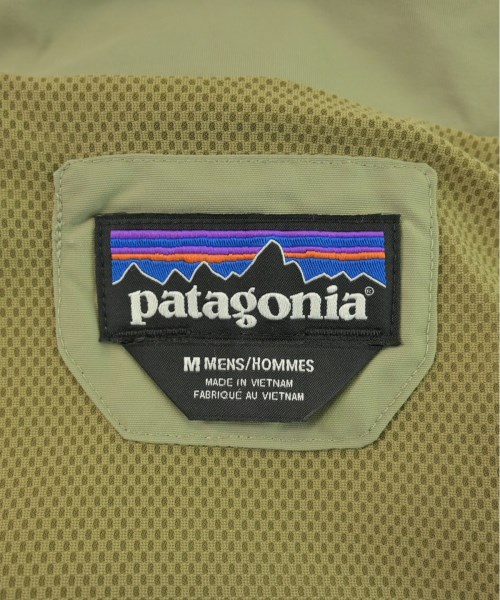 patagonia®
M MENS/HOMMES
MADE IN VIETNAM
FABRIQUÉ AU VIETNAM